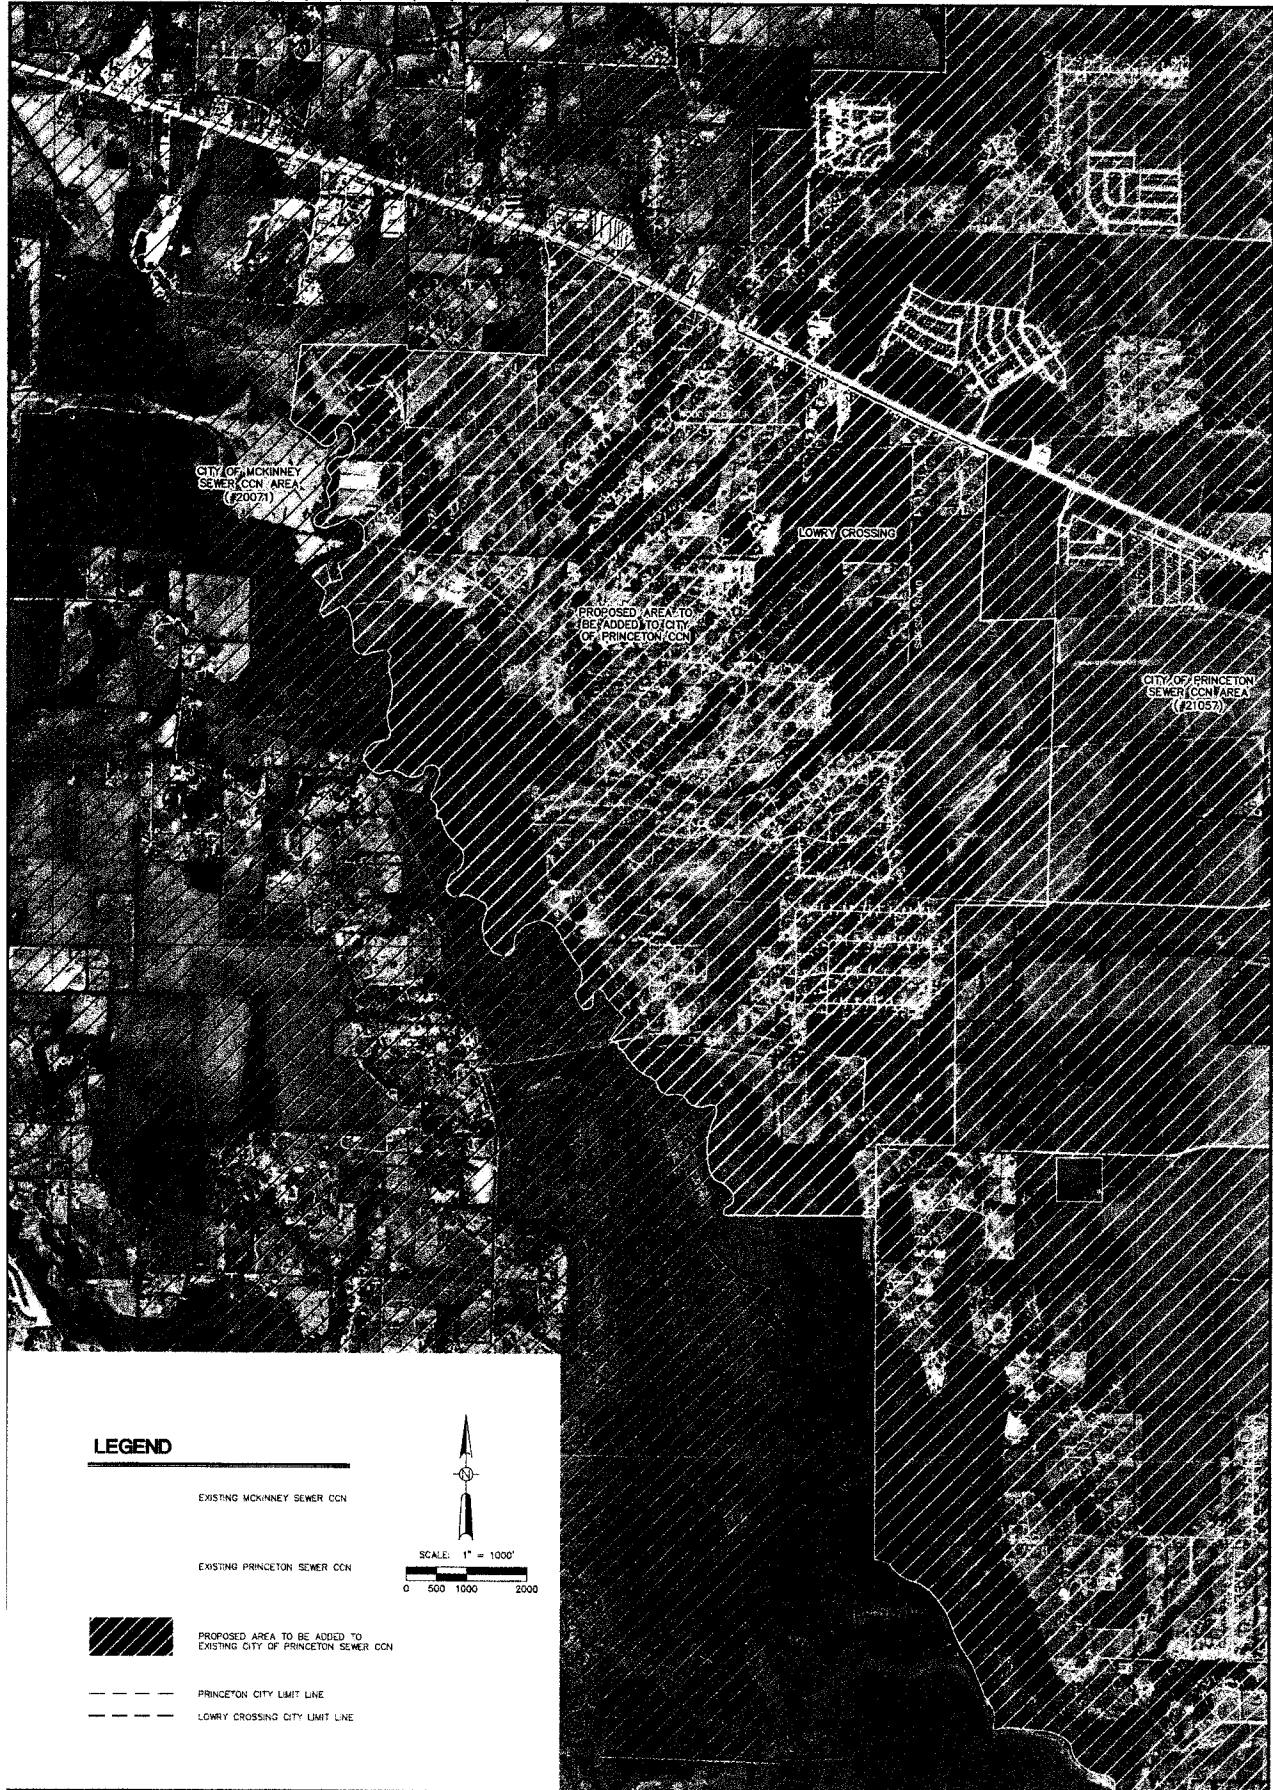 CITY OF MCKINNEY
SEWER CCN AREA
(#20071)
LOWRY CROSSING
PROPOSED AREA TO
BE ADDED TO CITY
OF PRINCETON CCN
CITY OF PRINCETON
SEWER CCN AREA
(#21057)
LEGEND
EXISTING MCKINNEY SEWER CCN
EXISTING PRINCETON SEWER CCN
PROPOSED AREA TO BE ADDED TO
EXISTING CITY OF PRINCETON SEWER CCN
PRINCETON CITY LIMIT LINE
LOWRY CROSSING CITY LIMIT LINE
N
SCALE: 1" = 1000'
0 500 1000 2000